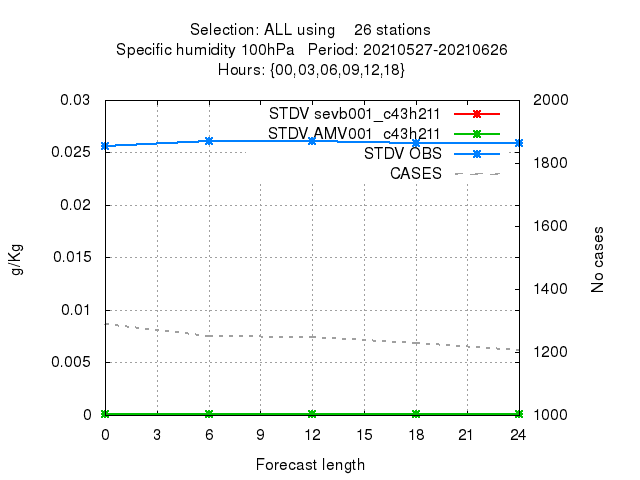 Selection: ALL using 26 stations
Specific humidity 100hPa Period: 20210527-20210626
Hours: {00,03,06,09,12,18}
0.03
0.025
0.02
0.015
0.01
0.005
0
g/Kg
STDV sevb001_c43h211
STDV AMV001_c43h211
STDV OBS
CASES
2000
1800
1600
1400
1200
1000
No cases
0 3 6 9 12 15 18 21 24
Forecast length